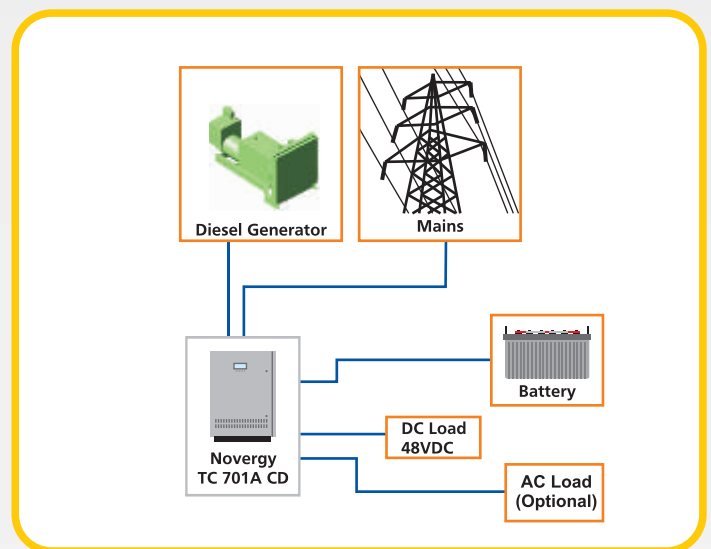 Diesel Generator
Mains
Battery
Novergy
TC 701A CD
DC Load
48VDC
AC Load
(Optional)